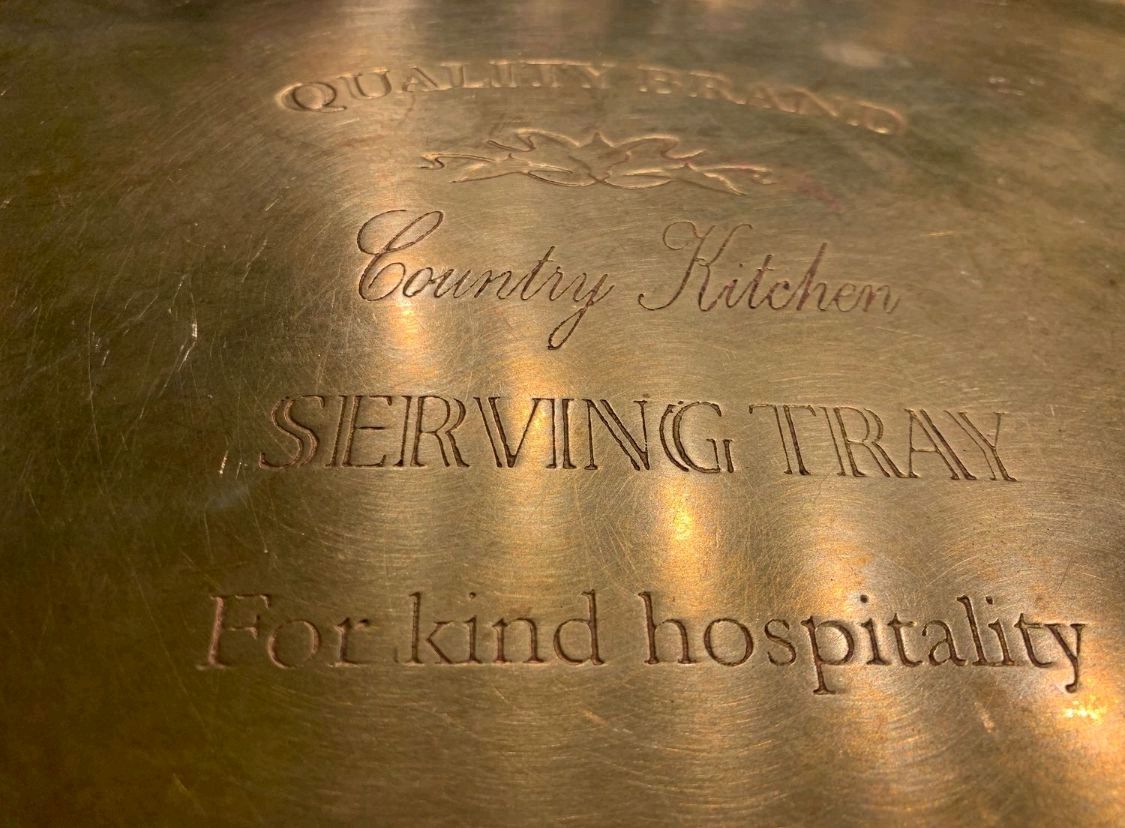 QUALITY BRAND
Country Kitchen
SERVING TRAY
For kind hospitality